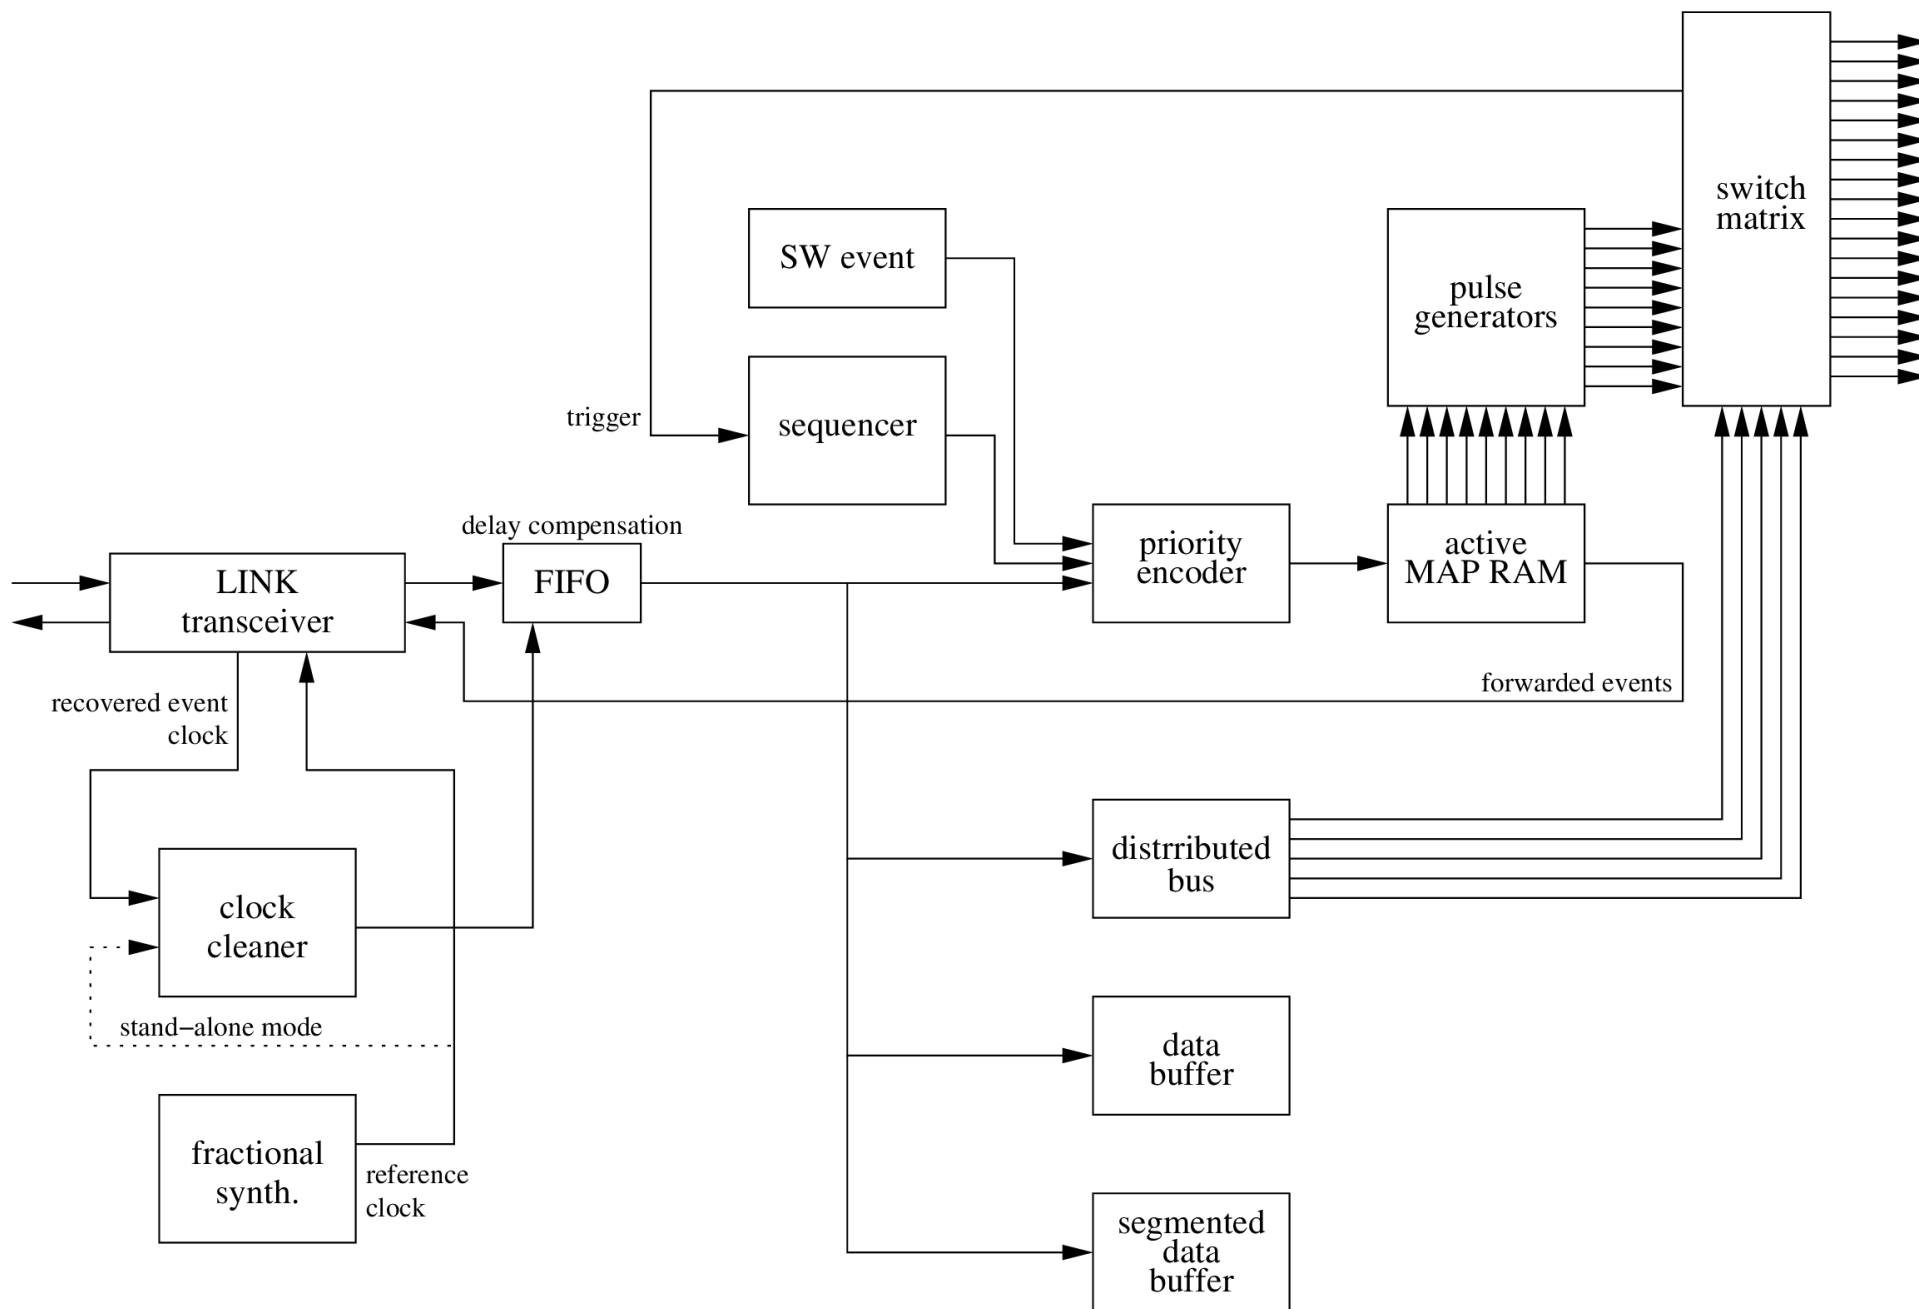 switch
matrix
SW event
pulse
generators
trigger
sequencer
delay compensation
LINK
transceiver
FIFO
priority
encoder
active
MAP RAM
forwarded events
recovered event
clock
distrributed
bus
clock
cleaner
stand−alone mode
data
buffer
fractional
synth.
reference
clock
segmented
data
buffer